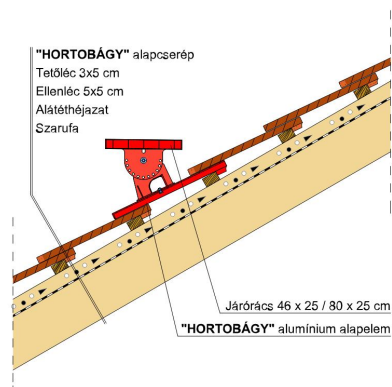 "HORTOBÁGY" alapcserép
Tetőléc 3x5 cm
Ellenléc 5x5 cm
Alátéthéjazat
Szarufa
Járórács 46 x 25 / 80 x 25 cm
"HORTOBÁGY" alumínium alapelem